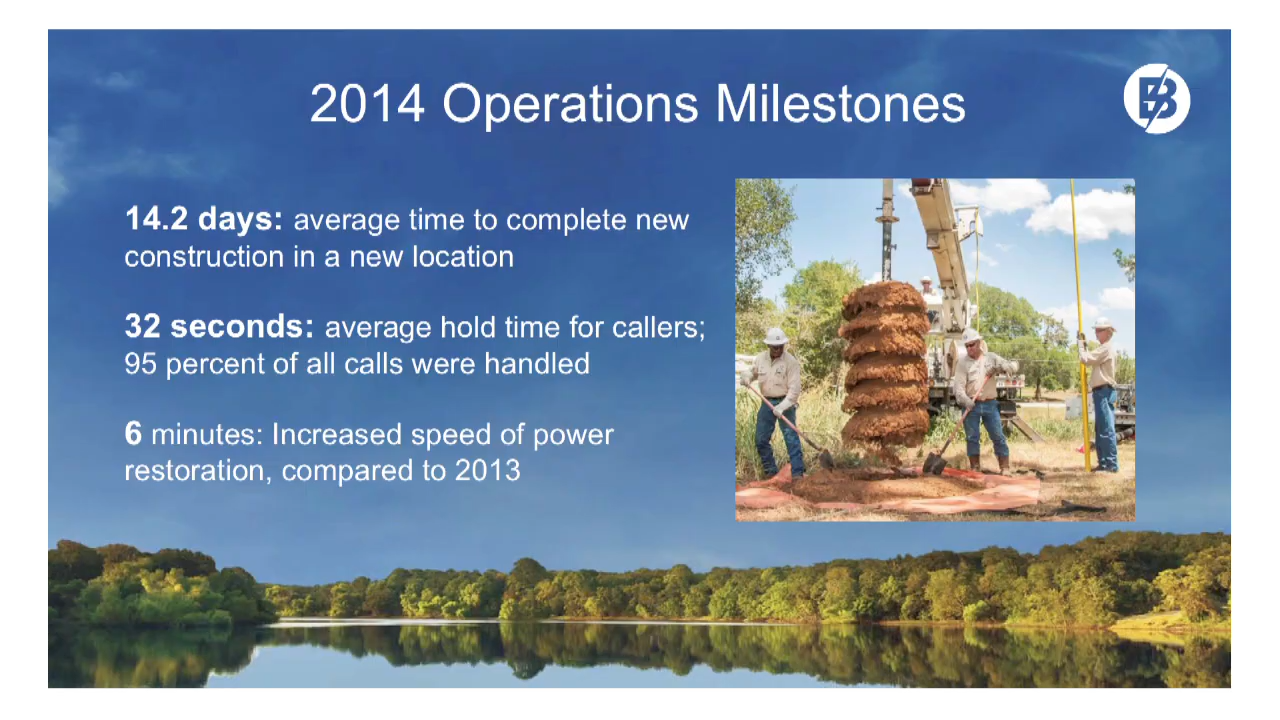 2014 Operations Milestones
14.2 days: average time to complete new
construction in a new location
32 seconds: average hold time for callers;
95 percent of all calls were handled
6 minutes: Increased speed of power
restoration, compared to 2013